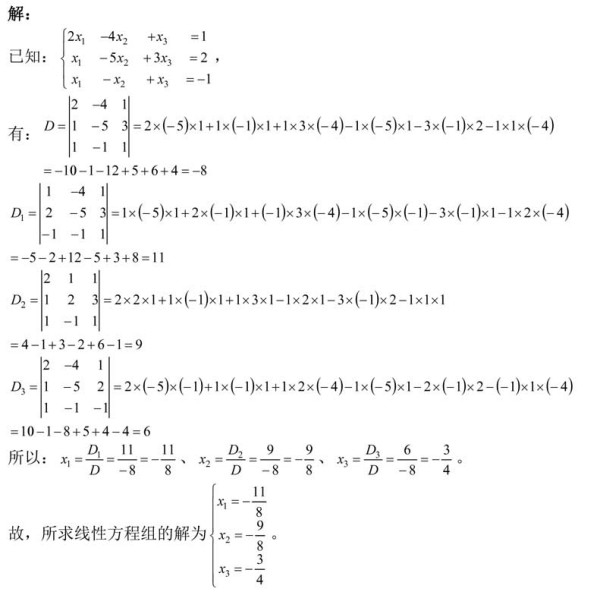 解：
已知：{2x₁ −4x₂ +x₃ =1
x₁ −5x₂ +3x₃ =2 ，
x₁ −x₂ +x₃ =−1
有：D=|2 −4 1; 1 −5 3; 1 −1 1|=2×(−5)×1+1×(−1)×1+1×3×(−4)−1×(−5)×1−3×(−1)×2−1×1×(−4)
=−10−1−12+5+6+4=−8
D₁=|1 −4 1; 2 −5 3; −1 −1 1|=1×(−5)×1+2×(−1)×1+(−1)×3×(−4)−1×(−5)×(−1)−3×(−1)×1−1×2×(−4)
=−5−2+12−5+3+8=11
D₂=|2 1 1; 1 2 3; 1 −1 1|=2×2×1+1×(−1)×1+1×3×1−1×2×1−3×(−1)×2−1×1×1
=4−1+3−2+6−1=9
D₃=|2 −4 1; 1 −5 2; 1 −1 −1|=2×(−5)×(−1)+1×(−1)×1+1×2×(−4)−1×(−5)×1−2×(−1)×2−(−1)×1×(−4)
=10−1−8+5+4−4=6
所以：x₁=D₁/D=11/−8=−11/8、x₂=D₂/D=9/−8=−9/8、x₃=D₃/D=6/−8=−3/4。
故，所求线性方程组的解为{x₁=−11/8
x₂=−9/8。
x₃=−3/4